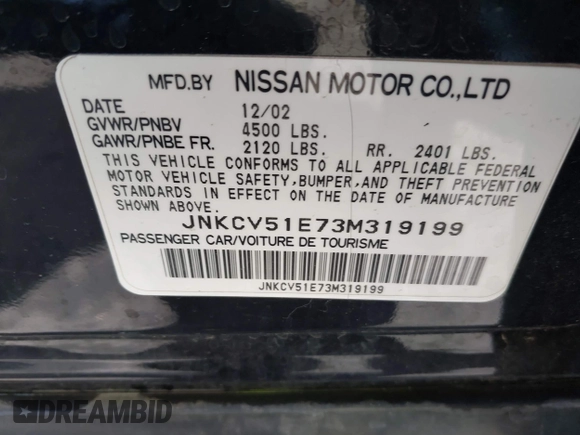 MFD.BY NISSAN MOTOR CO.,LTD
DATE 12/02
GVWR/PNBV 4500 LBS.
GAWR/PNBE FR. 2120 LBS. RR. 2401 LBS.
THIS VEHICLE CONFORMS TO ALL APPLICABLE FEDERAL
MOTOR VEHICLE SAFETY,BUMPER,AND THEFT PREVENTION
STANDARDS IN EFFECT ON THE DATE OF MANUFACTURE
SHOWN ABOVE.
JNKCV51E73M319199
PASSENGER CAR/VOITURE DE TOURISME
JNKCV51E73M319199
DREAMBID